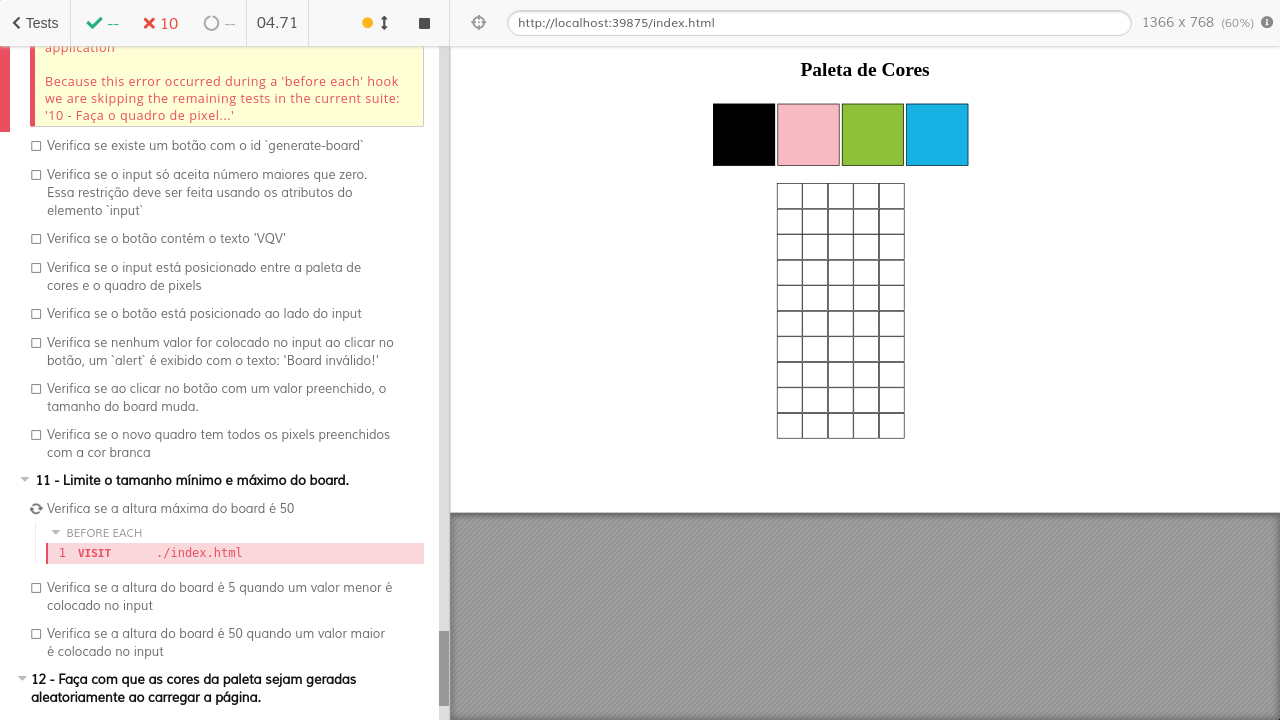 Tests
--
10
--
04.71
http://localhost:39875/index.html
1366 x 768 (60%)
application
Because this error occurred during a 'before each' hook
we are skipping the remaining tests in the current suite:
'10 - Faça o quadro de pixel...'
Verifica se existe um botão com o id `generate-board`
Verifica se o input só aceita número maiores que zero.
Essa restrição deve ser feita usando os atributos do
elemento `input`
Verifica se o botão contém o texto 'VQV'
Verifica se o input está posicionado entre a paleta de
cores e o quadro de pixels
Verifica se o botão está posicionado ao lado do input
Verifica se nenhum valor for colocado no input ao clicar no
botão, um `alert` é exibido com o texto: 'Board inválido!'
Verifica se ao clicar no botão com um valor preenchido, o
tamanho do board muda.
Verifica se o novo quadro tem todos os pixels preenchidos
com a cor branca
11 - Limite o tamanho mínimo e máximo do board.
Verifica se a altura máxima do board é 50
BEFORE EACH
1 VISIT ./index.html
Verifica se a altura do board é 5 quando um valor menor é
colocado no input
Verifica se a altura do board é 50 quando um valor maior
é colocado no input
12 - Faça com que as cores da paleta sejam geradas
aleatoriamente ao carregar a página.
Paleta de Cores